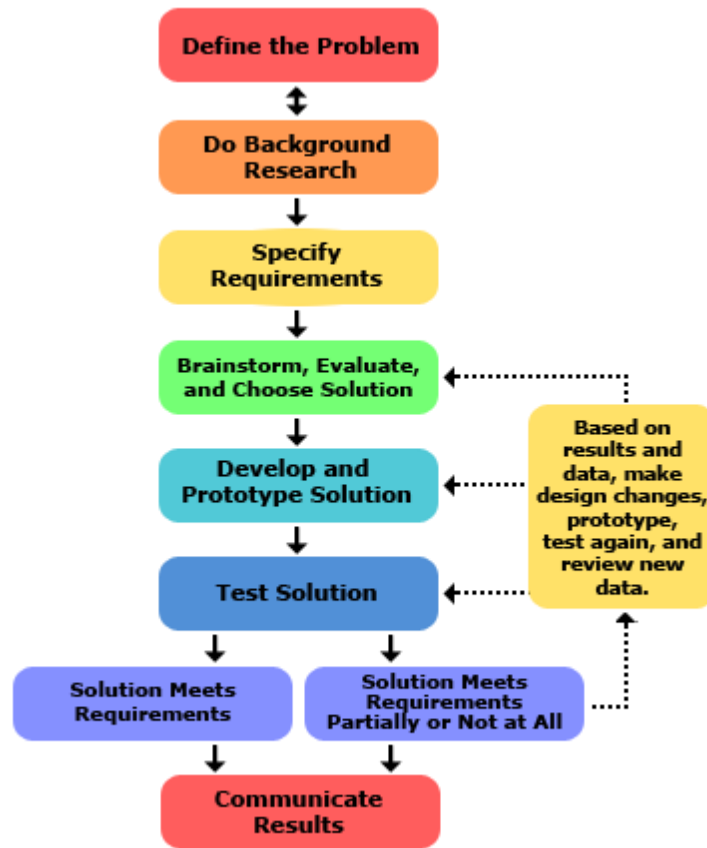 Define the Problem
Do Background
Research
Specify
Requirements
Brainstorm, Evaluate,
and Choose Solution
Develop and
Prototype Solution
Based on
results and
data, make
design changes,
prototype,
test again, and
review new
data.
Test Solution
Solution Meets
Requirements
Solution Meets
Requirements
Partially or Not at All
Communicate
Results